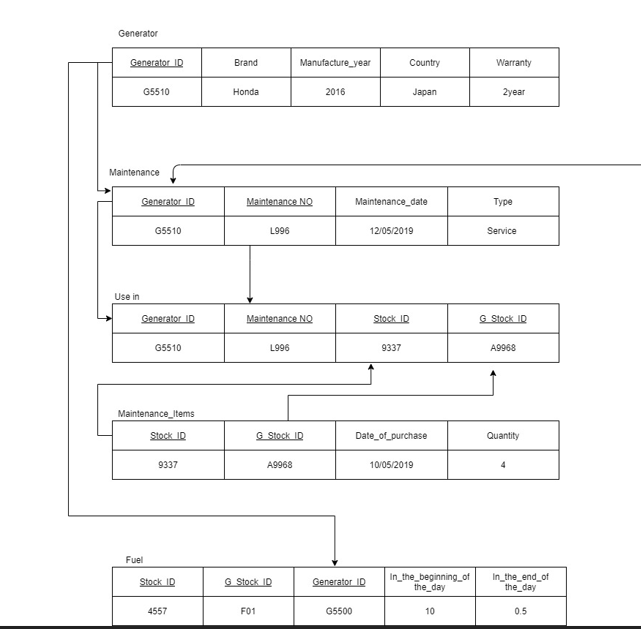 Generator
Generator_ID Brand Manufacture_year Country Warranty
G5510 Honda 2016 Japan 2year
Maintenance
Generator_ID Maintenance NO Maintenance_date Type
G5510 L996 12/05/2019 Service
Use in
Generator_ID Maintenance NO Stock_ID G_Stock_ID
G5510 L996 9337 A9968
Maintenance_Items
Stock_ID G_Stock_ID Date_of_purchase Quantity
9337 A9968 10/05/2019 4
Fuel
Stock_ID G_Stock_ID Generator_ID In_the_beginning_of the_day In_the_end_of the_day
4557 F01 G5500 10 0.5